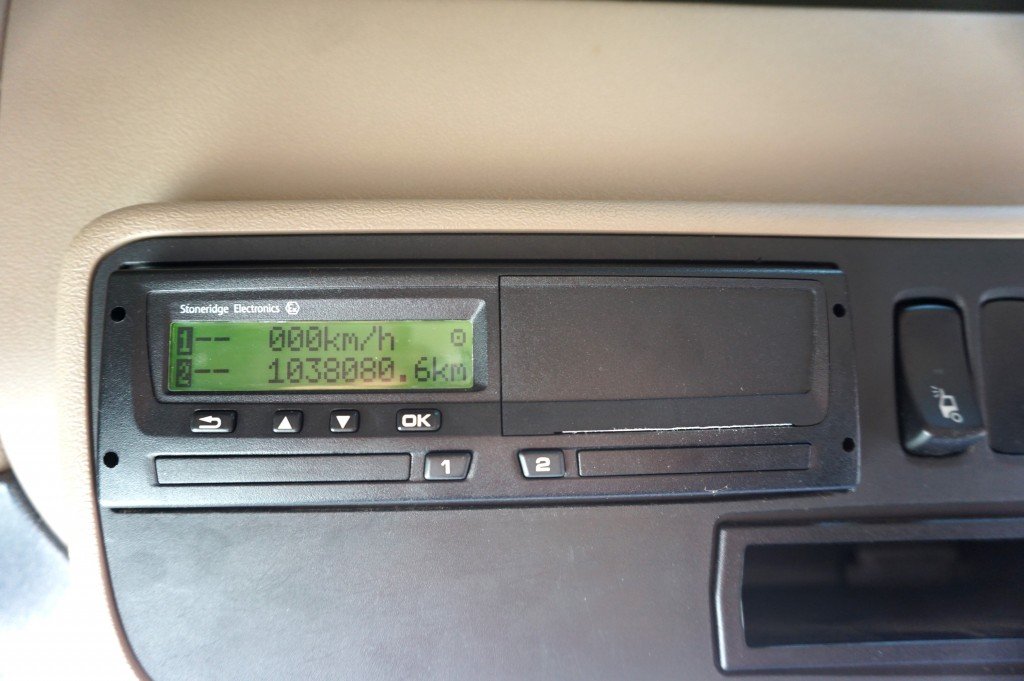 Stoneridge Electronics
1-- 000km/h
2-- 1038080.6km
OK
1 2